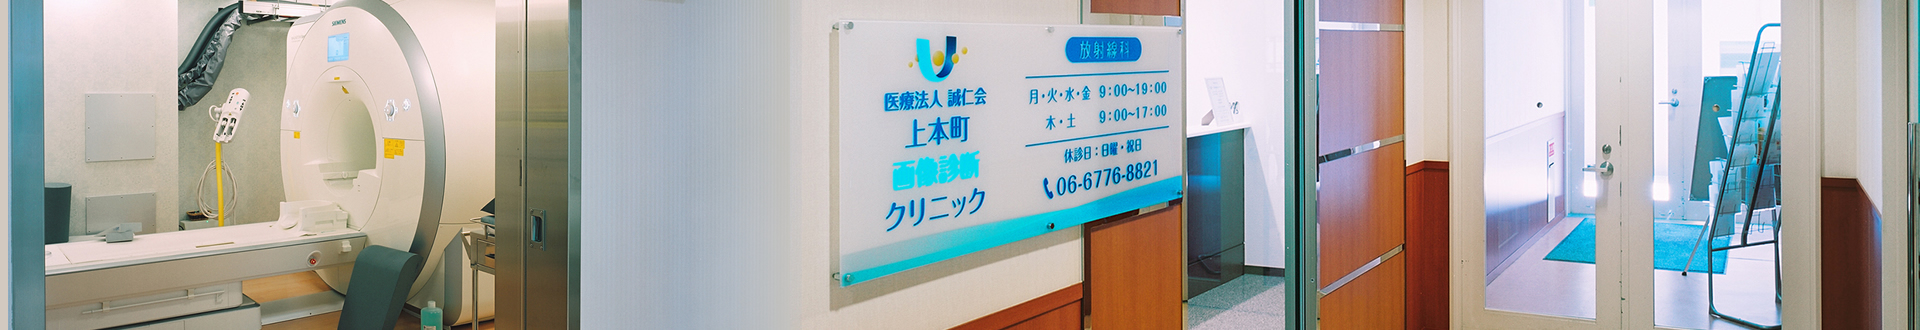 SIEMENS
医療法人 誠仁会
上本町
画像診断
クリニック
放射線科
月・火・水・金 9:00~19:00
木・土 9:00~17:00
休診日:日曜・祝日
06-6776-8821